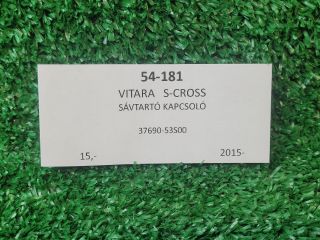 54-181
VITARA S-CROSS
SÁVTARTÓ KAPCSOLÓ
37690-53S00
15,- 2015-